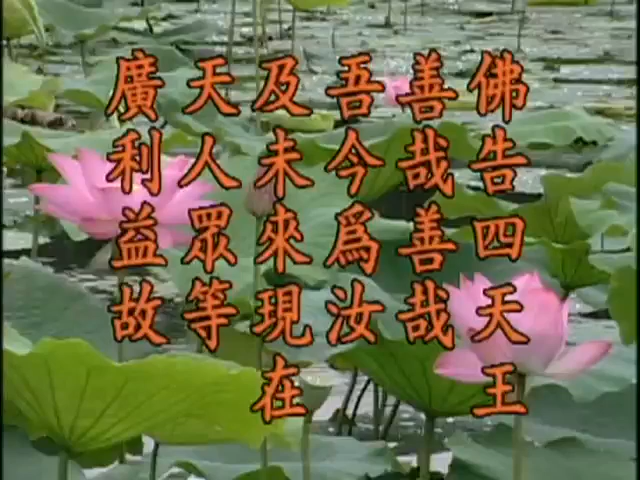 佛告四天王
善哉善哉
吾今爲汝
及未來現在
天人眾等
廣利益故